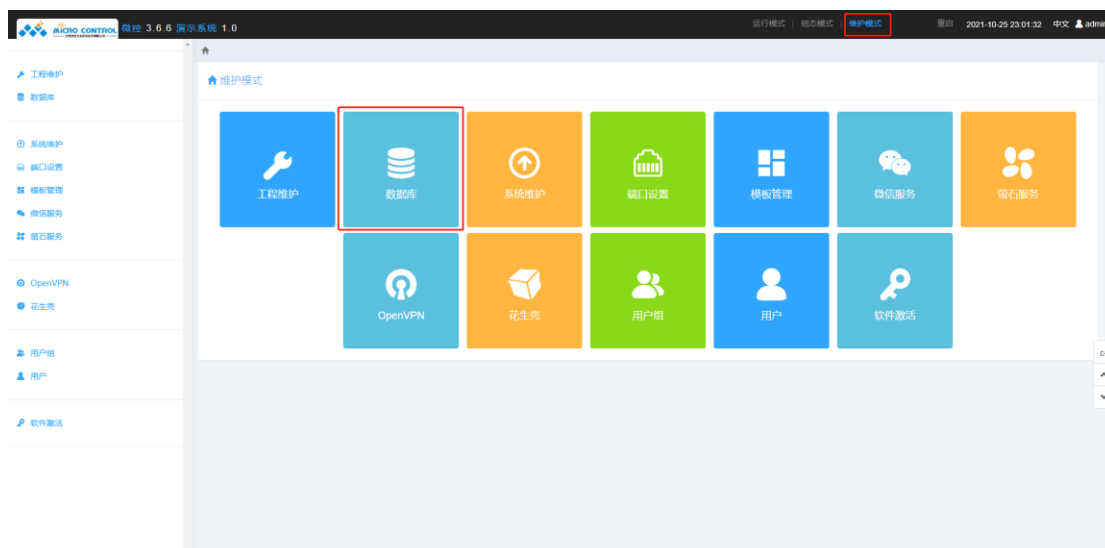 MICRO CONTROL 微控 3.6.6 演示系统 1.0
运行模式 | 组态模式 | 维护模式 重启 2021-10-25 23:01:32 中文 admin
工程维护
数据库
系统维护
端口设置
模板管理
微信服务
萤石服务
OpenVPN
花生壳
用户组
用户
软件激活
维护模式
工程维护 数据库 系统维护 端口设置 模板管理 微信服务 萤石服务
OpenVPN 花生壳 用户组 用户 软件激活